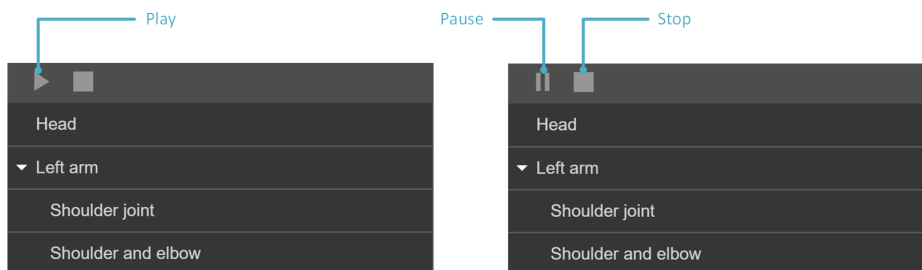 Play
Pause
Stop
Head
Left arm
Shoulder joint
Shoulder and elbow
Head
Left arm
Shoulder joint
Shoulder and elbow